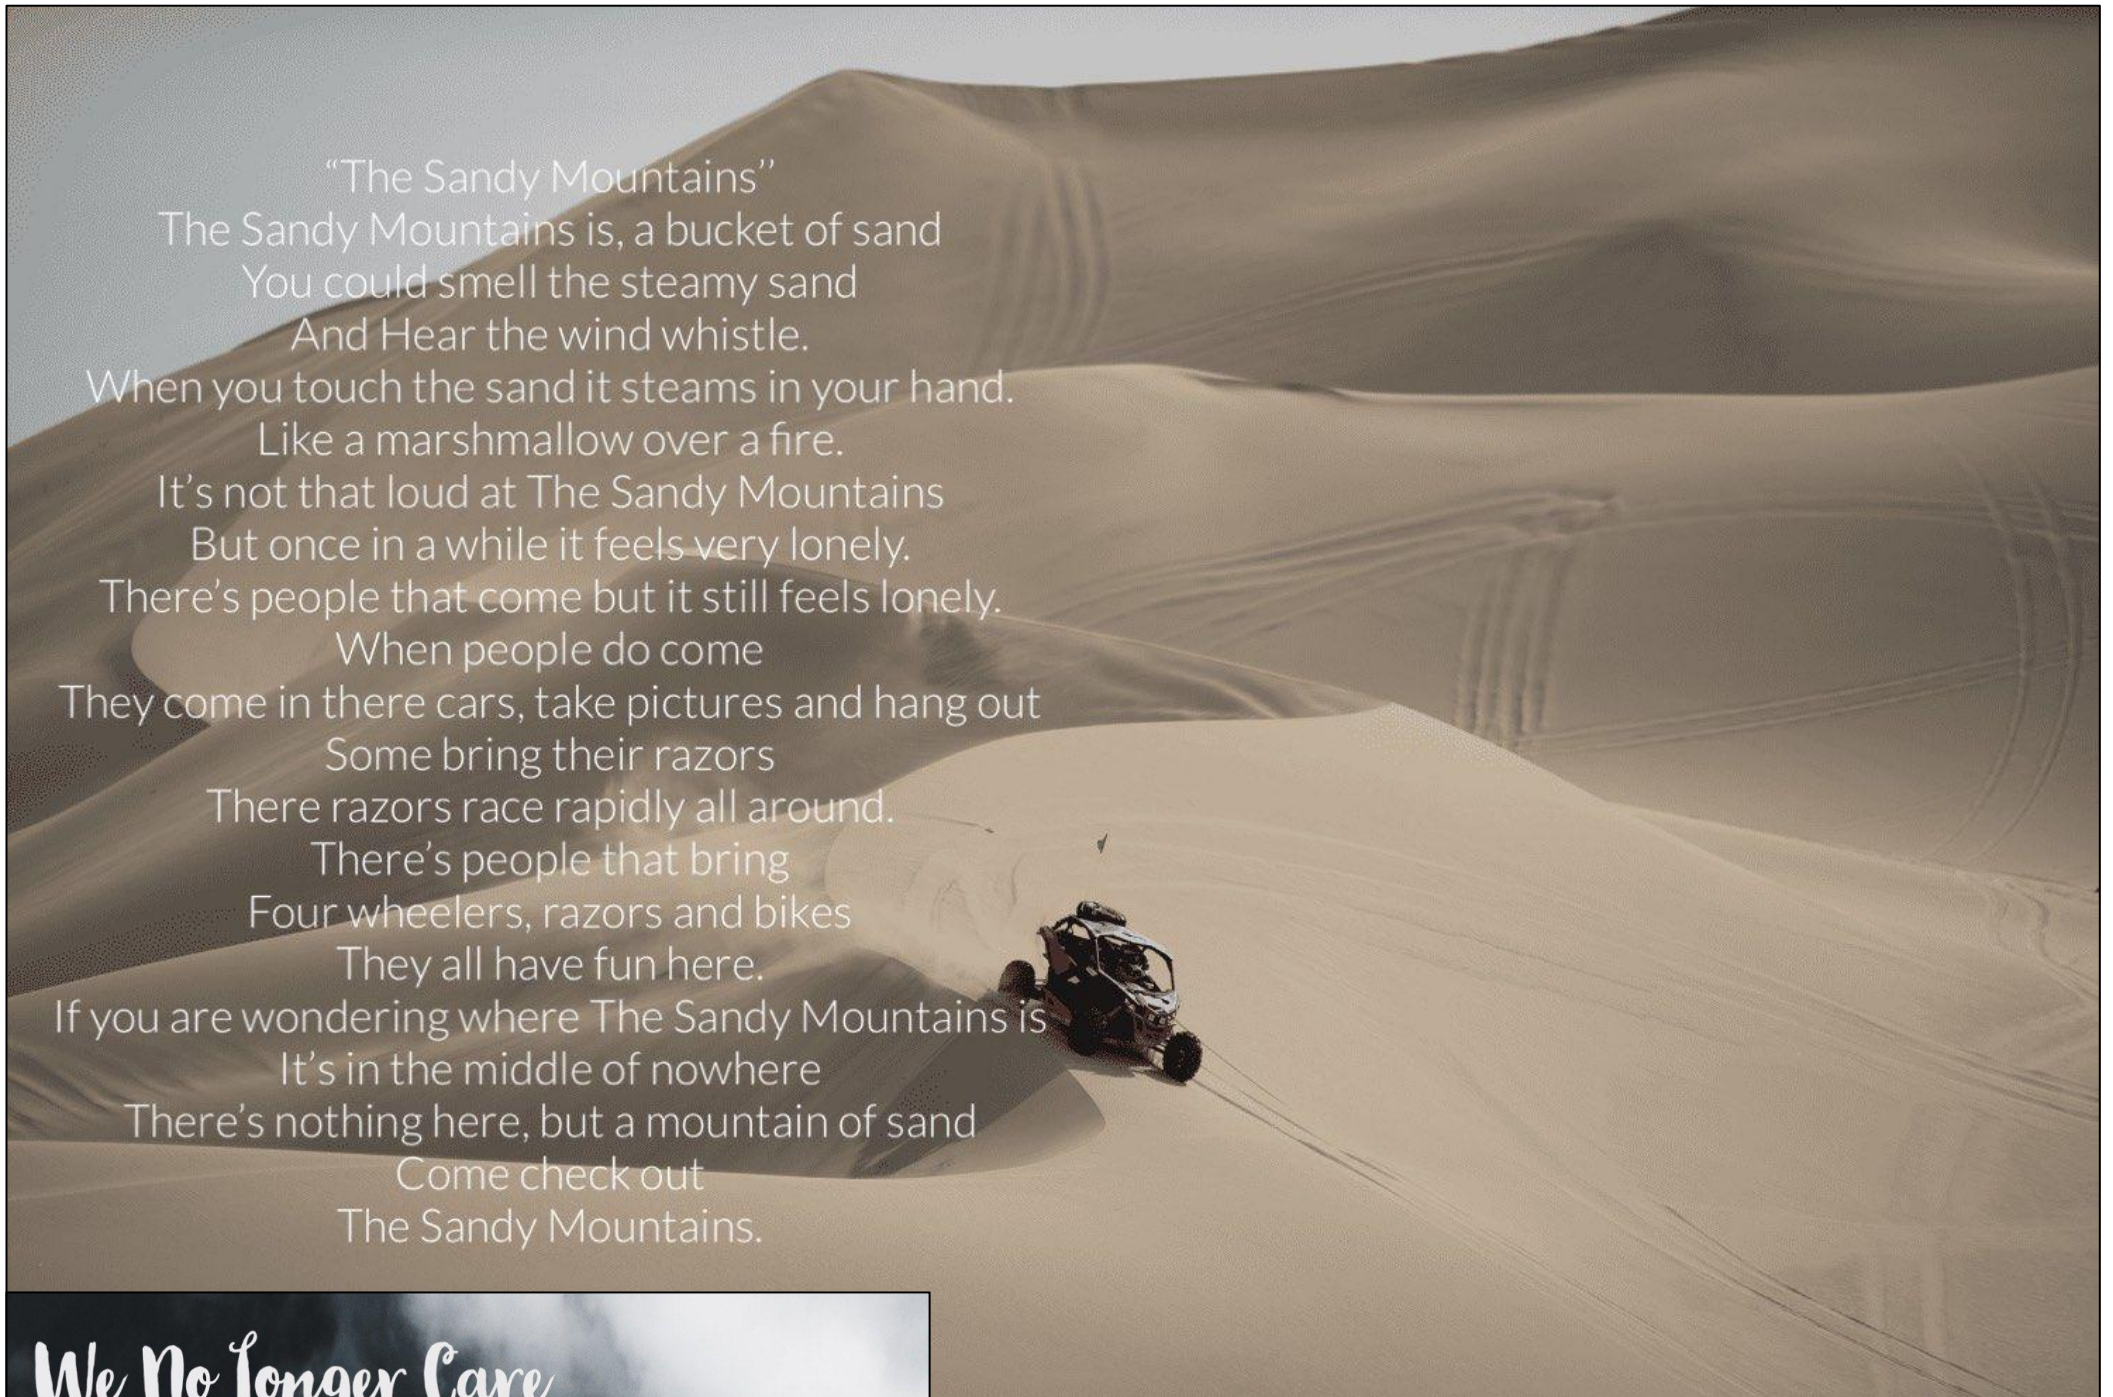 “The Sandy Mountains’’
The Sandy Mountains is, a bucket of sand
You could smell the steamy sand
And Hear the wind whistle.
When you touch the sand it steams in your hand.
Like a marshmallow over a fire.
It’s not that loud at The Sandy Mountains
But once in a while it feels very lonely.
There’s people that come but it still feels lonely.
When people do come
They come in there cars, take pictures and hang out
Some bring their razors
There razors race rapidly all around.
There’s people that bring
Four wheelers, razors and bikes
They all have fun here.
If you are wondering where The Sandy Mountains is
It’s in the middle of nowhere
There’s nothing here, but a mountain of sand
Come check out
The Sandy Mountains.
We No Longer Care